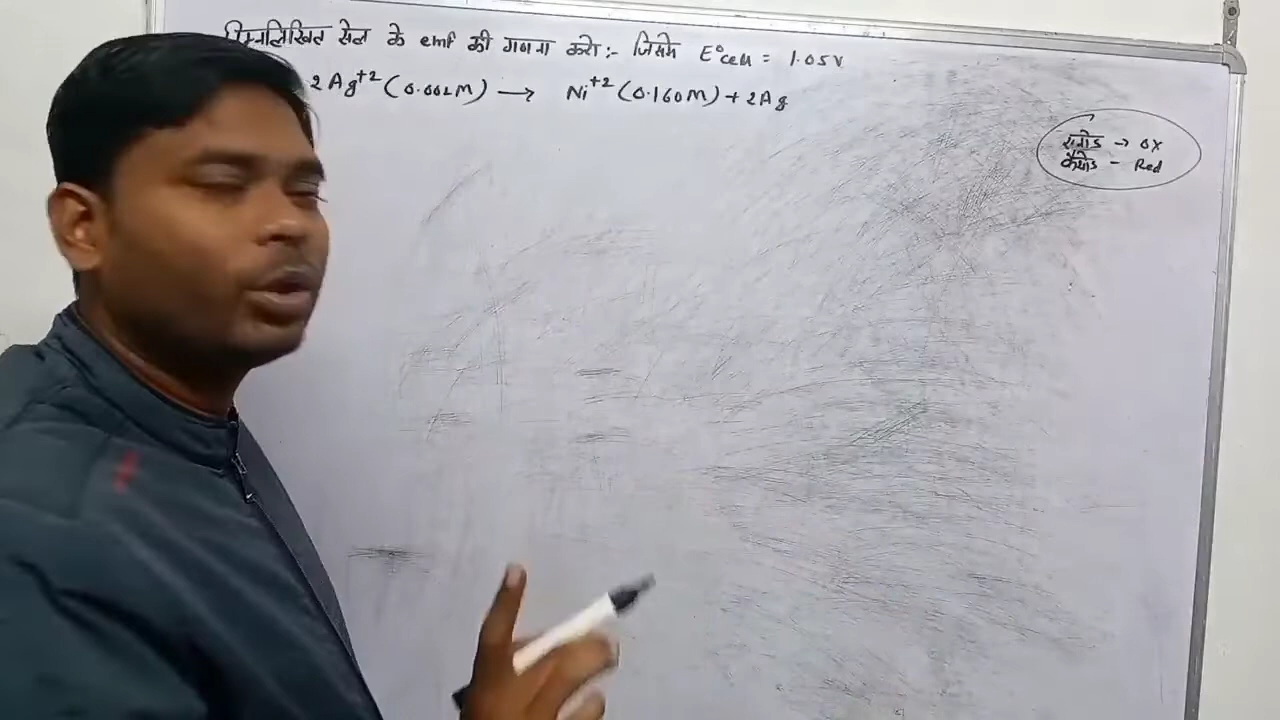 निम्नलिखित सेल के emf की गणना करो :- जिसमें E°cell = 1.05V
2Ag⁺² (0.002M) → Ni⁺² (0.160M) + 2Ag
एनोड → OX
कैथोड - Red